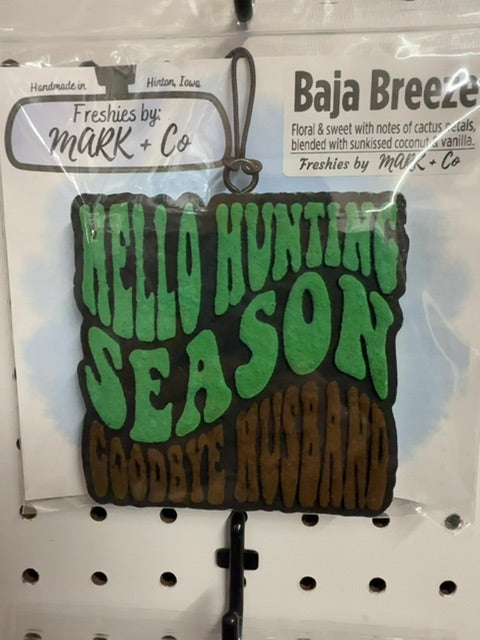 Handmade in Hinton, Iowa
Freshies by:
MARK + Co
Baja Breeze
Floral & sweet with notes of cactus petals,
blended with sunkissed coconut & vanilla.
Freshies by MARK + Co
HELLO HUNTING
SEASON
GOODBYE HUSBAND